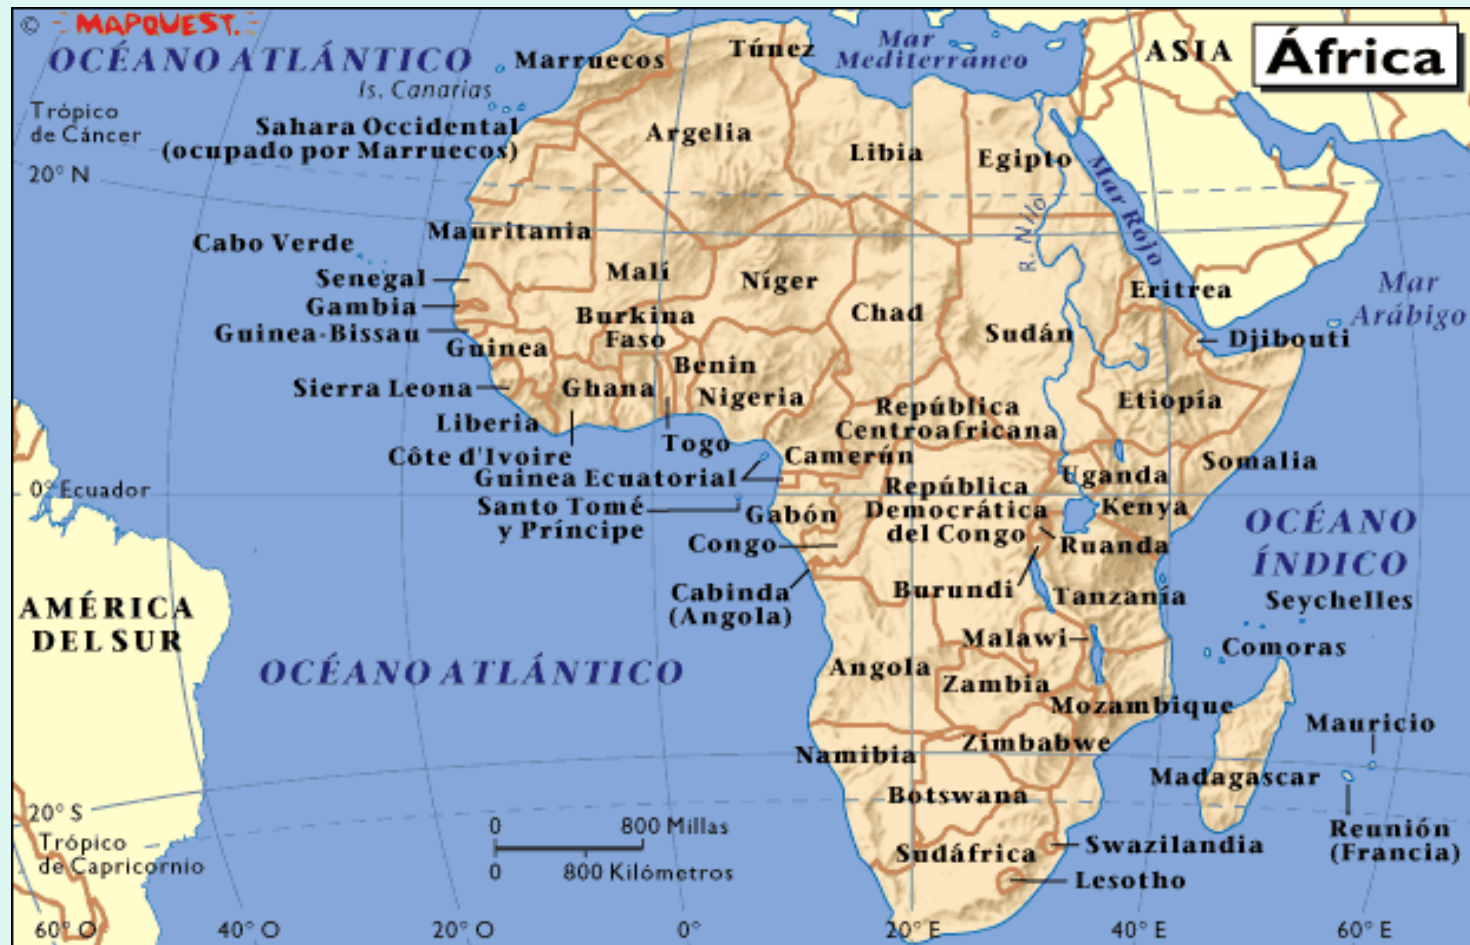 © MAPQUEST.
África
OCÉANO ATLÁNTICO
Marruecos
Túnez
Mar
Mediterráneo
ASIA
Is. Canarias
Trópico
de Cáncer
Sahara Occidental
(ocupado por Marruecos)
Argelia
Libia
Egipto
20° N
Mar Rojo
R. Nilo
Mauritania
Cabo Verde
Senegal
Malí
Níger
Chad
Sudán
Eritrea
Mar
Arábigo
Gambia
Guinea-Bissau
Burkina
Faso
Guinea
Djibouti
Benin
Sierra Leona
Ghana
Nigeria
Etiopía
República
Centroafricana
Liberia
Togo
Côte d'Ivoire
Camerún
Somalia
Guinea Ecuatorial
Uganda
0° Ecuador
República
Democrática
del Congo
Santo Tomé
y Príncipe
Gabón
Kenya
OCÉANO
ÍNDICO
Congo
Ruanda
Cabinda
(Angola)
Burundi
Tanzanía
Seychelles
AMÉRICA
DEL SUR
Malawi
Comoras
OCÉANO ATLÁNTICO
Angola
Zambia
Mozambique
Mauricio
Namibia
Zimbabwe
Madagascar
Botswana
20° S
Trópico
de Capricornio
0 800 Millas
0 800 Kilómetros
Sudáfrica
Swazilandia
Lesotho
Reunión
(Francia)
60° O 40° O 20° O 0° 20° E 40° E 60° E